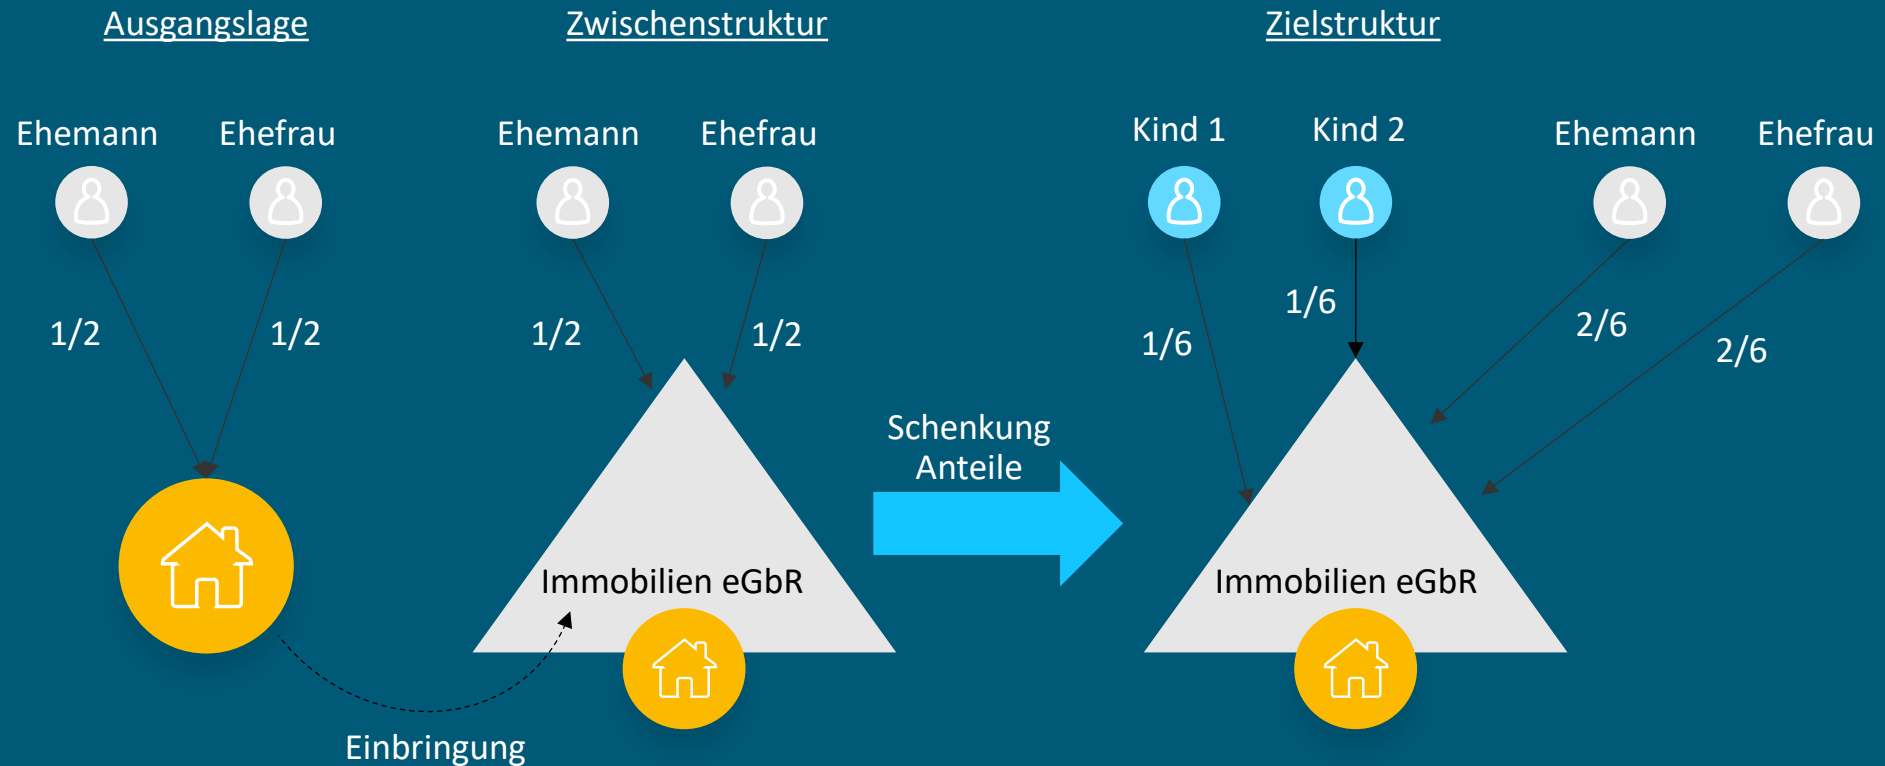 Ausgangslage
Zwischenstruktur
Zielstruktur
Ehemann
Ehefrau
Ehemann
Ehefrau
Kind 1
Kind 2
Ehemann
Ehefrau
1/2
1/2
1/2
1/2
1/6
1/6
2/6
2/6
Schenkung
Anteile
Immobilien eGbR
Immobilien eGbR
Einbringung